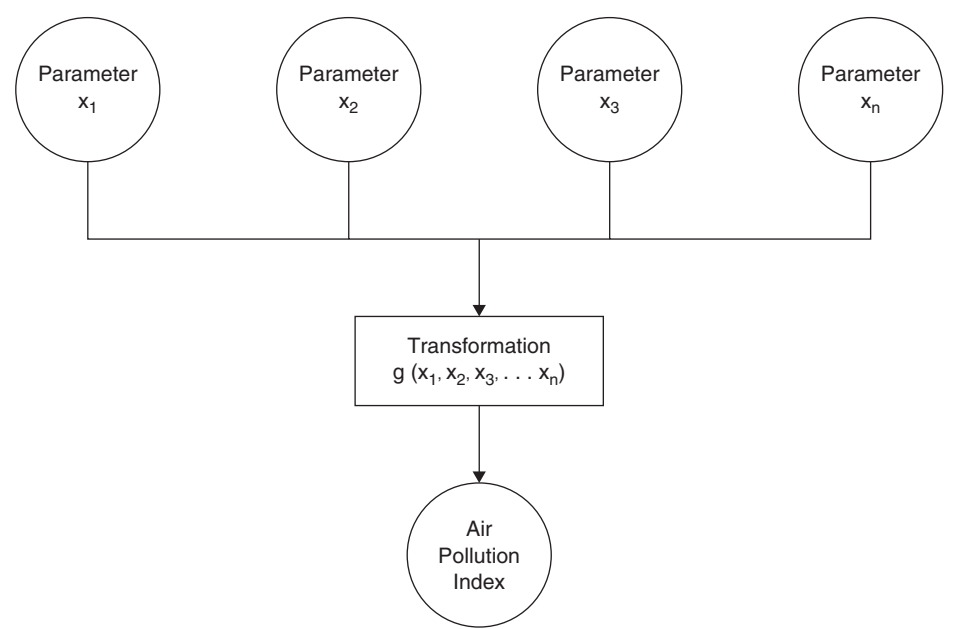 Parameter
x₁
Parameter
x₂
Parameter
x₃
Parameter
xₙ
Transformation
g (x₁, x₂, x₃, . . . xₙ)
Air
Pollution
Index